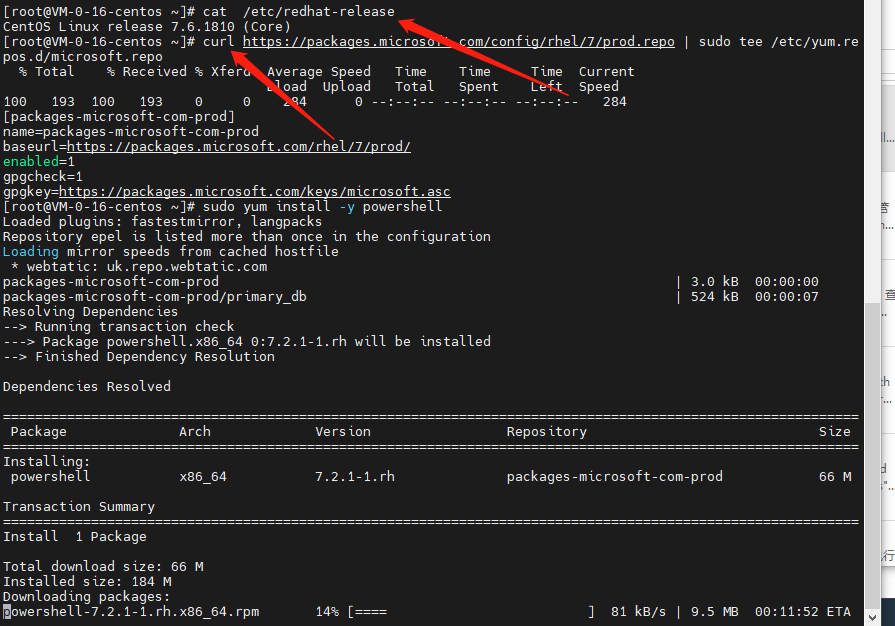 [root@VM-0-16-centos ~]# cat  /etc/redhat-release
CentOS Linux release 7.6.1810 (Core)
[root@VM-0-16-centos ~]# curl https://packages.microsoft.com/config/rhel/7/prod.repo | sudo tee /etc/yum.re
pos.d/microsoft.repo
  % Total    % Received % Xferd  Average Speed   Time    Time     Time  Current
                                 Dload  Upload   Total   Spent    Left  Speed
100   193  100   193    0     0    284      0 --:--:-- --:--:-- --:--:--   284
[packages-microsoft-com-prod]
name=packages-microsoft-com-prod
baseurl=https://packages.microsoft.com/rhel/7/prod/
enabled=1
gpgcheck=1
gpgkey=https://packages.microsoft.com/keys/microsoft.asc
[root@VM-0-16-centos ~]# sudo yum install -y powershell
Loaded plugins: fastestmirror, langpacks
Repository epel is listed more than once in the configuration
Loading mirror speeds from cached hostfile
 * webtatic: uk.repo.webtatic.com
packages-microsoft-com-prod                                | 3.0 kB  00:00:00
packages-microsoft-com-prod/primary_db                     | 524 kB  00:00:07
Resolving Dependencies
--> Running transaction check
---> Package powershell.x86_64 0:7.2.1-1.rh will be installed
--> Finished Dependency Resolution
Dependencies Resolved
Package              Arch             Version                 Repository                             Size
Installing:
 powershell           x86_64           7.2.1-1.rh              packages-microsoft-com-prod            66 M
Transaction Summary
Install  1 Package
Total download size: 66 M
Installed size: 184 M
Downloading packages:
powershell-7.2.1-1.rh.x86_64.rpm       14% [====                         ]  81 kB/s | 9.5 MB  00:11:52 ETA